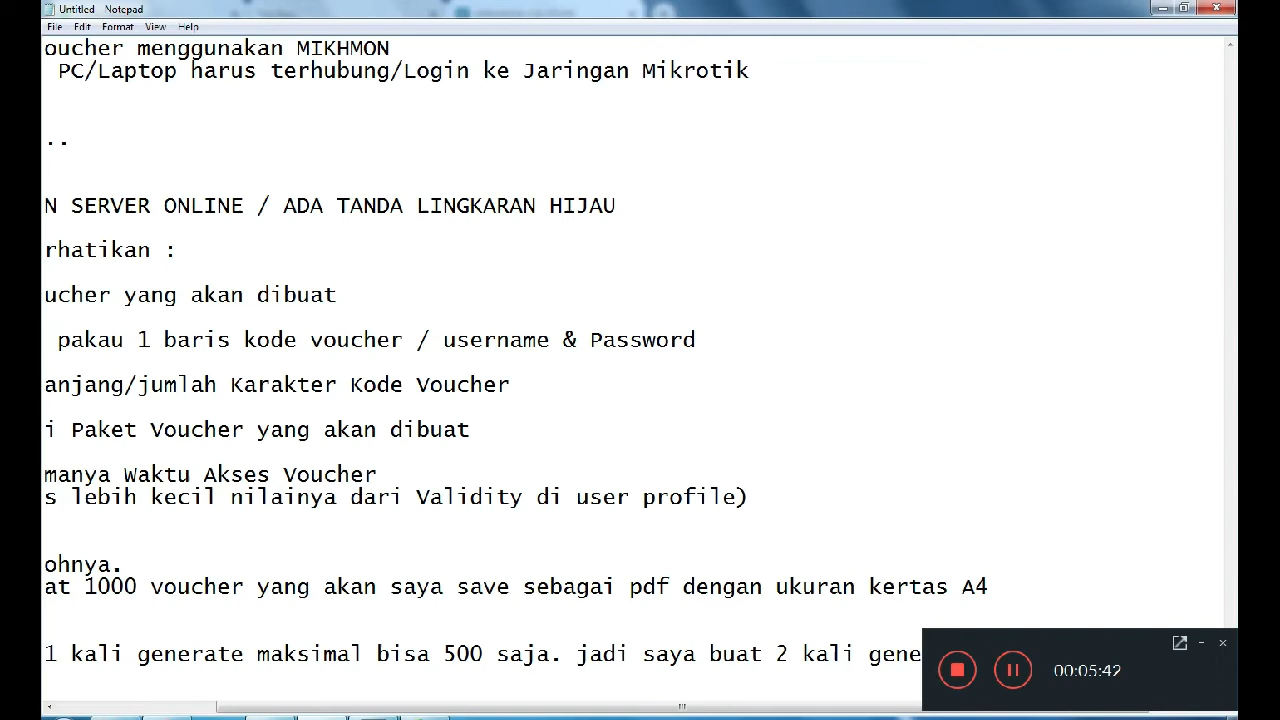 Untitled - Notepad
File Edit Format View Help
oucher menggunakan MIKHMON
PC/Laptop harus terhubung/Login ke Jaringan Mikrotik
..
N SERVER ONLINE / ADA TANDA LINGKARAN HIJAU
rhatikan :
ucher yang akan dibuat
pakau 1 baris kode voucher / username & Password
anjang/jumlah Karakter Kode Voucher
i Paket Voucher yang akan dibuat
manya Waktu Akses Voucher
s lebih kecil nilainya dari Validity di user profile)
ohnya.
at 1000 voucher yang akan saya save sebagai pdf dengan ukuran kertas A4
1 kali generate maksimal bisa 500 saja. jadi saya buat 2 kali gene
00:05:42